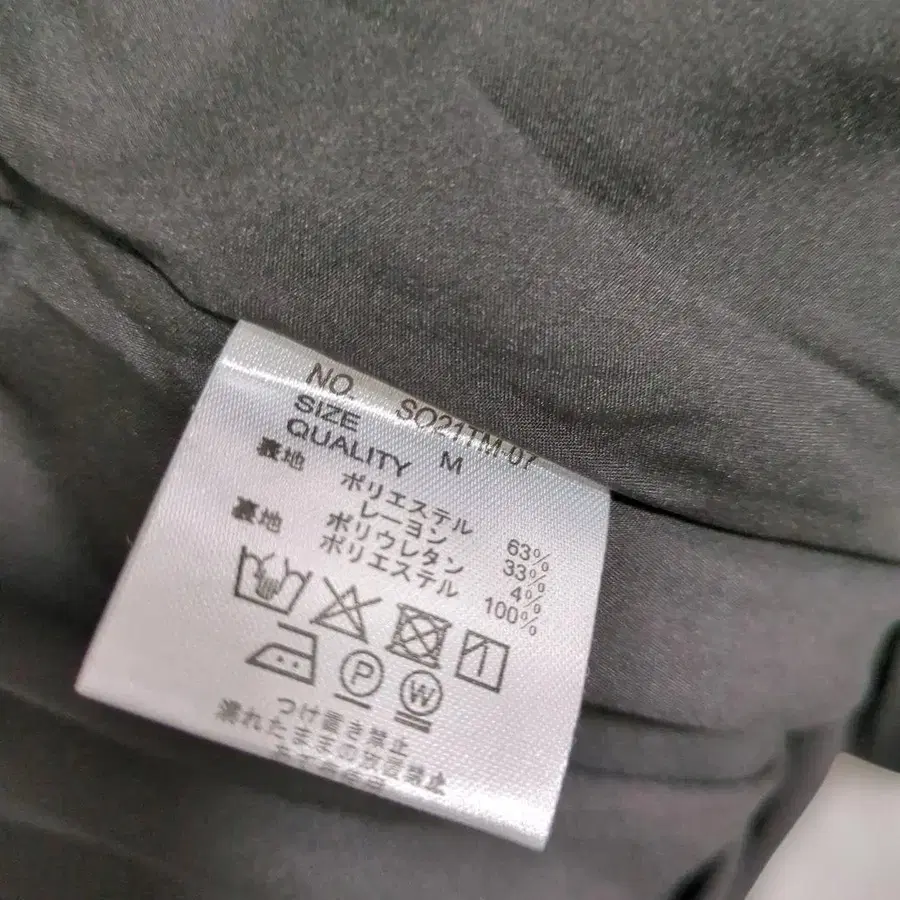 NO. SO21TM-07
SIZE M
QUALITY
表地 ポリエステル 63%
レーヨン 33%
ポリウレタン 4%
裏地 ポリエステル 100%
P
W
つけ置き禁止
濡れたままの放置禁止